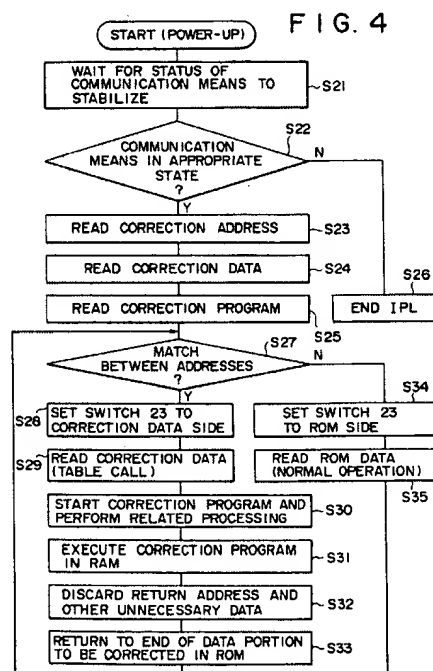 FIG. 4
START (POWER-UP)
WAIT FOR STATUS OF
COMMUNICATION MEANS TO
STABILIZE
S21
S22
COMMUNICATION
MEANS IN APPROPRIATE
STATE
?
N
Y
READ CORRECTION ADDRESS
S23
READ CORRECTION DATA
S24
S26
READ CORRECTION PROGRAM
S25
END IPL
S27
MATCH
BETWEEN ADDRESSES
?
N
Y
S28
SET SWITCH 23 TO
CORRECTION DATA SIDE
S34
SET SWITCH 23
TO ROM SIDE
S29
READ CORRECTION DATA
(TABLE CALL)
READ ROM DATA
(NORMAL OPERATION)
S35
START CORRECTION PROGRAM AND
PERFORM RELATED PROCESSING
S30
EXECUTE CORRECTION PROGRAM
IN RAM
S31
DISCARD RETURN ADDRESS AND
OTHER UNNECESSARY DATA
S32
RETURN TO END OF DATA PORTION
TO BE CORRECTED IN ROM
S33